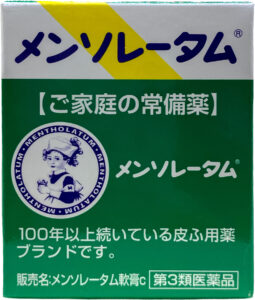 メンソレータム®
【ご家庭の常備薬】
MENTHOLATUM・MENTHOLATUM・MENTHOLATUM・
メンソレータム®
100年以上続いている皮ふ用薬
ブランドです。
販売名:メンソレータム軟膏c 第3類医薬品